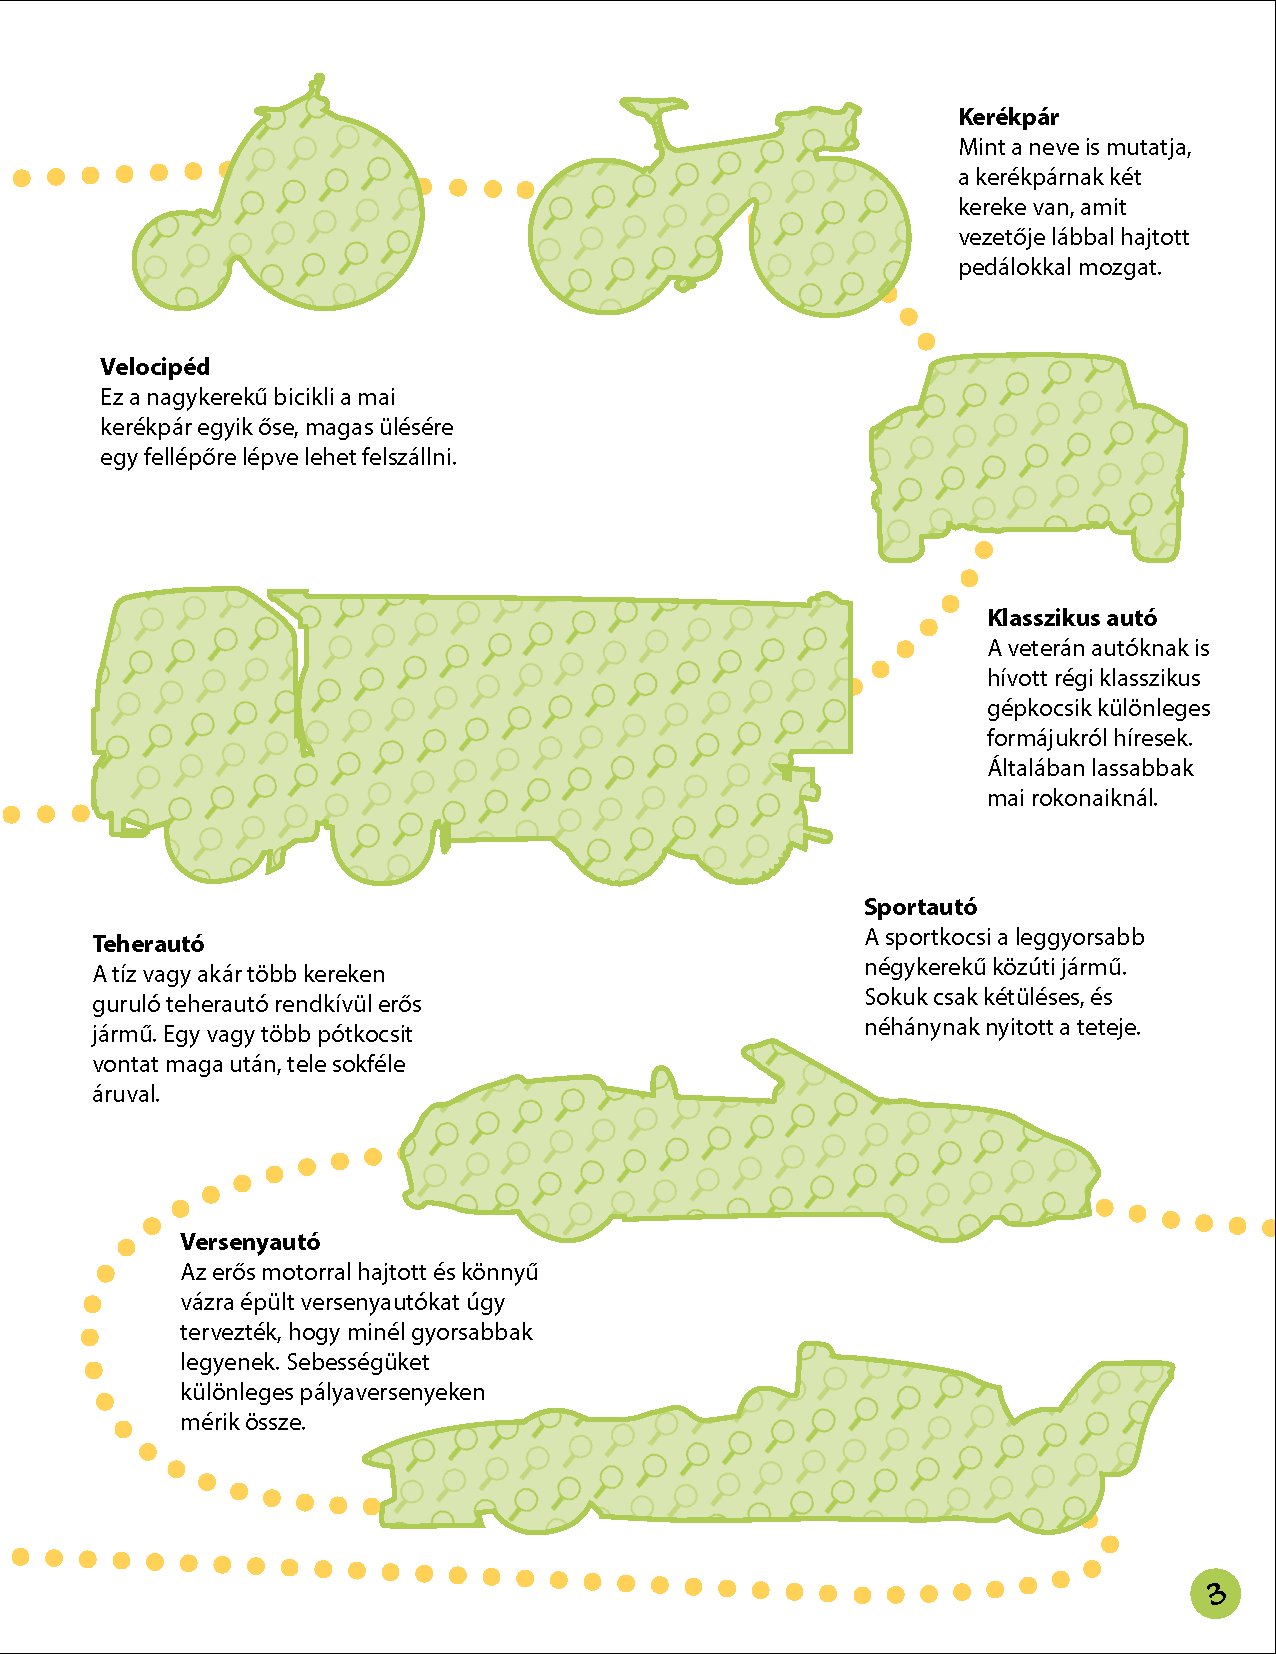 Kerékpár
Mint a neve is mutatja,
a kerékpárnak két
kereke van, amit
vezetője lábbal hajtott
pedálokkal mozgat.
Velocipéd
Ez a nagykerekű bicikli a mai
kerékpár egyik őse, magas ülésére
egy fellépőre lépve lehet felszállni.
Klasszikus autó
A veterán autóknak is
hívott régi klasszikus
gépkocsik különleges
formájukról híresek.
Általában lassabbak
mai rokonaiknál.
Sportautó
A sportkocsi a leggyorsabb
négykerekű közúti jármű.
Sokuk csak kétüléses, és
néhánynak nyitott a teteje.
Teherautó
A tíz vagy akár több kereken
guruló teherautó rendkívül erős
jármű. Egy vagy több pótkocsit
vontat maga után, tele sokféle
áruval.
Versenyautó
Az erős motorral hajtott és könnyű
vázra épült versenyautókat úgy
tervezték, hogy minél gyorsabbak
legyenek. Sebességüket
különleges pályaversenyeken
mérik össze.
3